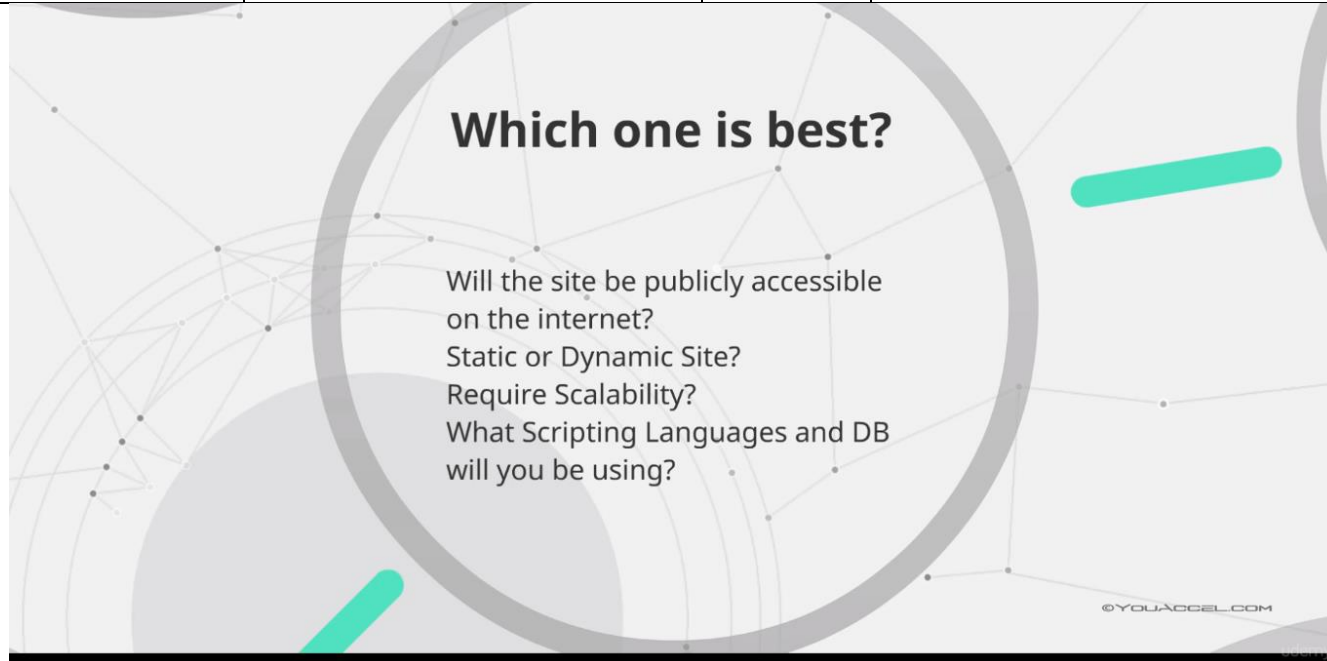 Which one is best?
Will the site be publicly accessible
on the internet?
Static or Dynamic Site?
Require Scalability?
What Scripting Languages and DB
will you be using?
©YOUACCEL.COM